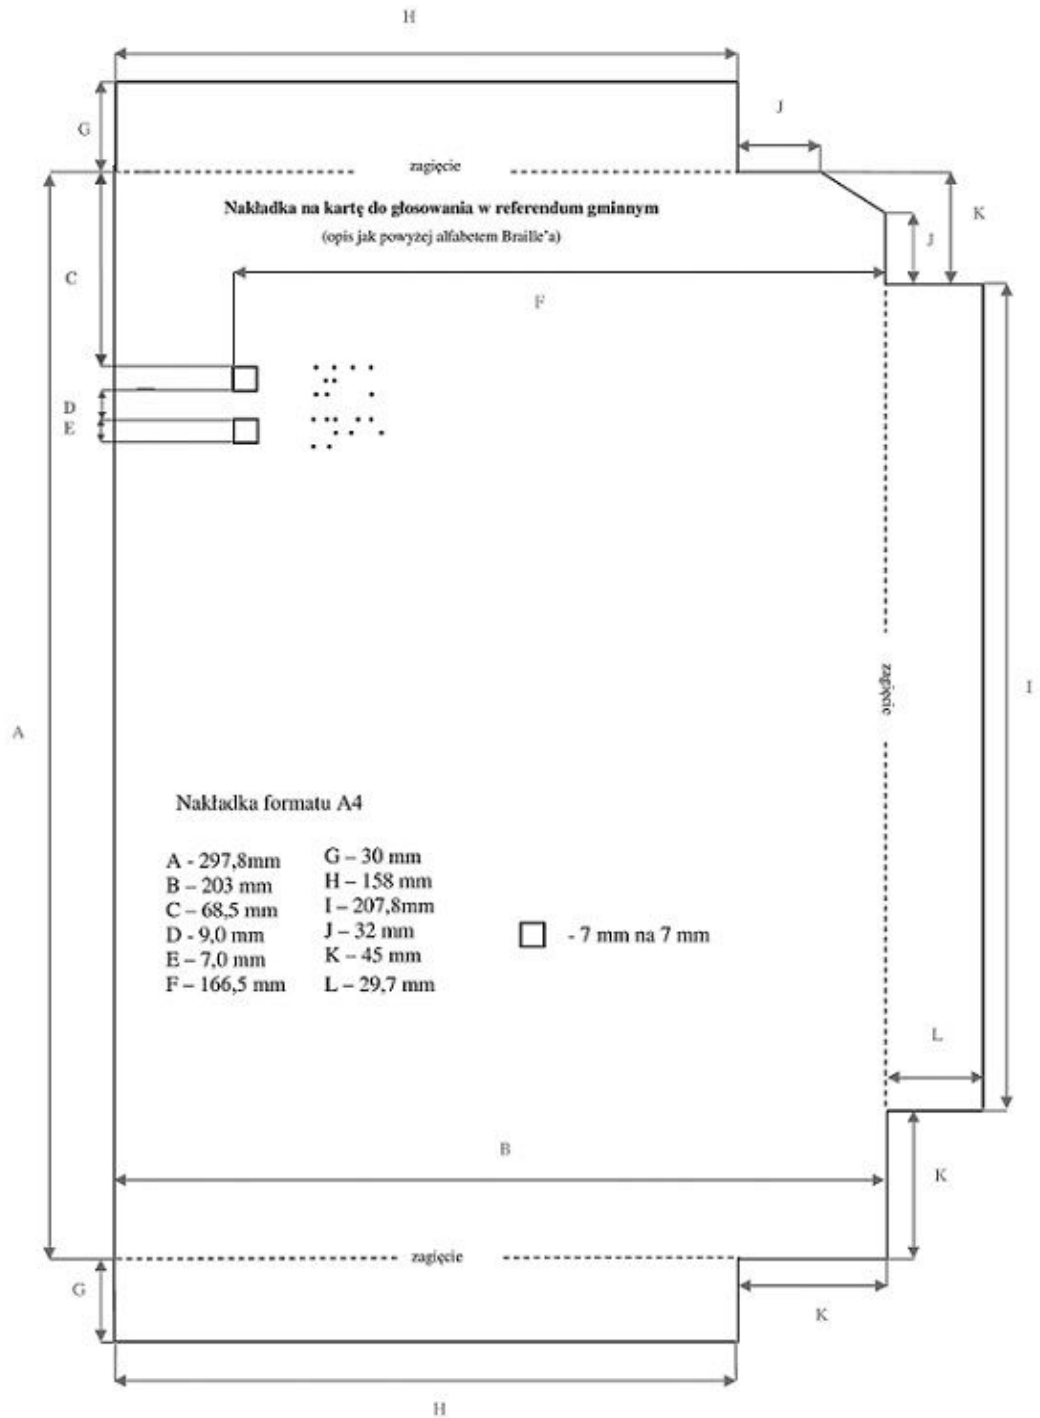 H
J
G
zagięcie
Nakładka na kartę do głosowania w referendum gminnym
(opis jak powyżej alfabetem Braille'a)
K
J
C
F
D
E
zagięcie
I
A
Nakładka formatu A4
A - 297,8mm
B – 203 mm
C – 68,5 mm
D - 9,0 mm
E – 7,0 mm
F – 166,5 mm
G – 30 mm
H – 158 mm
I – 207,8mm
J – 32 mm
K – 45 mm
L – 29,7 mm
- 7 mm na 7 mm
L
B
K
zagięcie
G
K
H